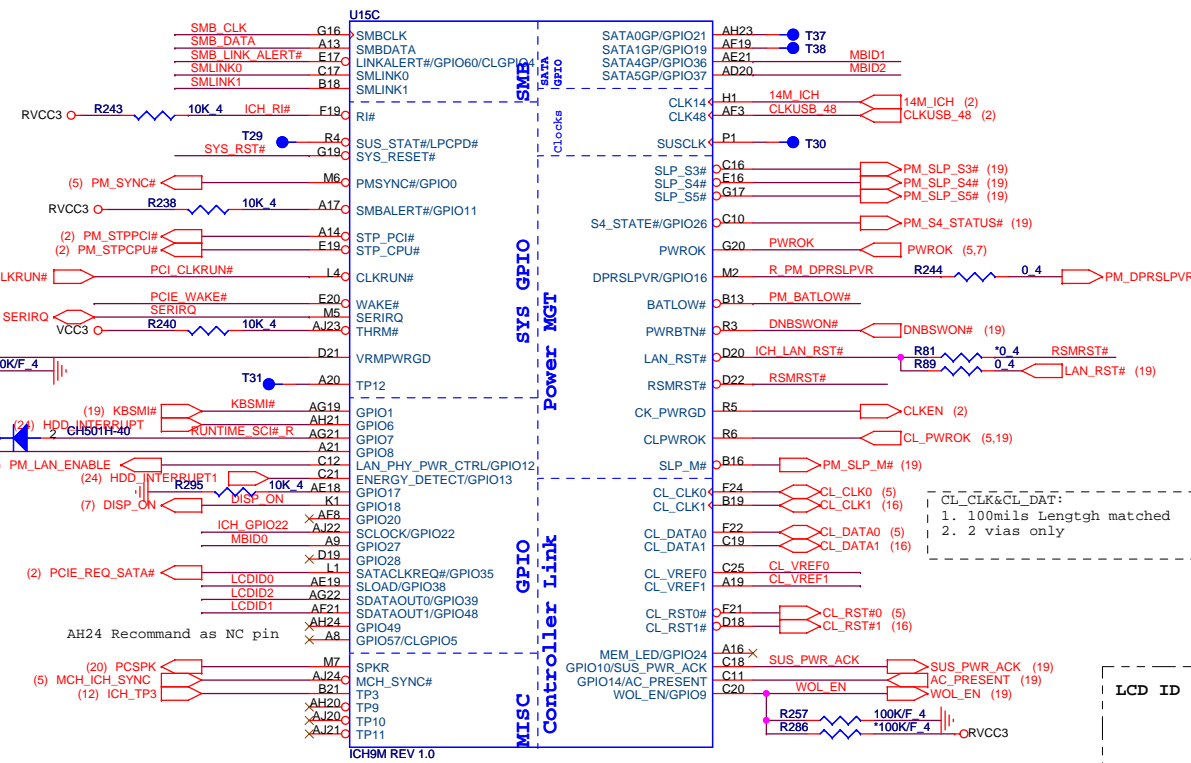 U15C
SMB_CLK G16 SMBCLK
SMB_DATA A13 SMBDATA
SMB_LINK_ALERT# E17 LINKALERT#/GPIO60/CLGPIO4
SMLINK0 C17 SMLINK0
SMLINK1 B18 SMLINK1
RVCC3 R243 10K_4 ICH_RI# F19 RI#
T29 R4 SUS_STAT#/LPCPD#
SYS_RST# G19 SYS_RESET#
(5) PM_SYNC# M6 PMSYNC#/GPIO0
RVCC3 R238 10K_4 A17 SMBALERT#/GPIO11
(2) PM_STPPCI# A14 STP_PCI#
(2) PM_STPCPU# E19 STP_CPU#
LKRUN# PCI_CLKRUN# L4 CLKRUN#
PCIE_WAKE# E20 WAKE#
SERIRQ SERIRQ M5 SERIRQ
VCC3 R240 10K_4 AJ23 THRM#
0K/F_4 D21 VRMPWRGD
T31 A20 TP12
(19) KBSMI# KBSMI# AG19 GPIO1
(24) HDD_INTERRUPT AH21 GPIO6
2 CH501H-40 RUNTIME_SCI#_R AG21 GPIO7
A21 GPIO8
PM_LAN_ENABLE C12 LAN_PHY_PWR_CTRL/GPIO12
(24) HDD_INTERRUPT1 C21 ENERGY_DETECT/GPIO13
R295 10K_4 AE18 GPIO17
(7) DISP_ON DISP_ON K1 GPIO18
AF8 GPIO20
ICH_GPIO22 AJ22 SCLOCK/GPIO22
MBID0 A9 GPIO27
D19 GPIO28
(2) PCIE_REQ_SATA# L1 SATACLKREQ#/GPIO35
LCDID0 AE19 SLOAD/GPIO38
LCDID2 AG22 SDATAOUT0/GPIO39
LCDID1 AF21 SDATAOUT1/GPIO48
AH24 GPIO49
AH24 Recommand as NC pin A8 GPIO57/CLGPIO5
(20) PCSPK M7 SPKR
(5) MCH_ICH_SYNC AJ24 MCH_SYNC#
(12) ICH_TP3 B21 TP3
AH20 TP9
AJ20 TP10
AJ21 TP11
ICH9M REV 1.0
SMB
SATA
GPIO
Clocks
SYS GPIO
Power MGT
GPIO
Controller Link
MISC
SATA0GP/GPIO21 AH23 T37
SATA1GP/GPIO19 AF19 T38
SATA4GP/GPIO36 AE21 MBID1
SATA5GP/GPIO37 AD20 MBID2
CLK14 H1 14M_ICH 14M_ICH (2)
CLK48 AF3 CLKUSB_48 CLKUSB_48 (2)
SUSCLK P1 T30
SLP_S3# C16 PM_SLP_S3# (19)
SLP_S4# E16 PM_SLP_S4# (19)
SLP_S5# G17 PM_SLP_S5# (19)
S4_STATE#/GPIO26 C10 PM_S4_STATUS# (19)
PWROK G20 PWROK PWROK (5,7)
DPRSLPVR/GPIO16 M2 R_PM_DPRSLPVR R244 0_4 PM_DPRSLPVR
BATLOW# B13 PM_BATLOW#
PWRBTN# R3 DNBSWON# DNBSWON# (19)
LAN_RST# D20 ICH_LAN_RST# R81 *0_4 RSMRST#
R89 0_4 LAN_RST# (19)
RSMRST# D22 RSMRST#
CK_PWRGD R5 CLKEN (2)
CLPWROK R6 CL_PWROK (5,19)
SLP_M# B16 PM_SLP_M# (19)
CL_CLK0 F24 CL_CLK0 (5)
CL_CLK1 B19 CL_CLK1 (16)
CL_DATA0 F22 CL_DATA0 (5)
CL_DATA1 C19 CL_DATA1 (16)
CL_VREF0 C25 CL_VREF0
CL_VREF1 A19 CL_VREF1
CL_RST0# F21 CL_RST#0 (5)
CL_RST1# D18 CL_RST#1 (16)
MEM_LED/GPIO24 A16
GPIO10/SUS_PWR_ACK C18 SUS_PWR_ACK SUS_PWR_ACK (19)
GPIO14/AC_PRESENT C11 AC_PRESENT (19)
WOL_EN/GPIO9 C20 WOL_EN WOL_EN (19)
R257 100K/F_4
R286 *100K/F_4 RVCC3
CL_CLK&CL_DAT:
1. 100mils Lengtgh matched
2. 2 vias only
LCD ID